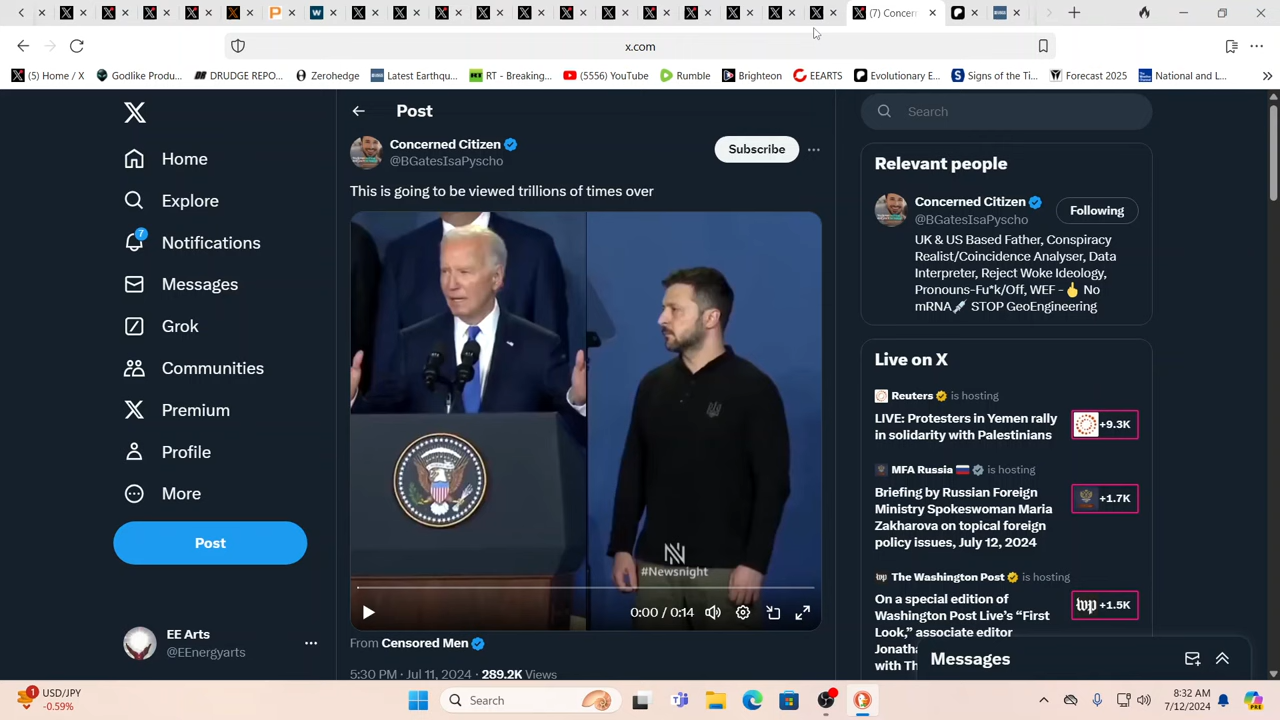 (7) Concern
x.com
(5) Home / X
Godlike Produ...
DRUDGE REPO...
Zerohedge
Latest Earthqu...
RT - Breaking...
(5556) YouTube
Rumble
Brighteon
EEARTS
Evolutionary E...
Signs of the Ti...
Forecast 2025
National and L...
Home
Explore
7
Notifications
Messages
Grok
Communities
Premium
Profile
More
Post
EE Arts
@EEnergyarts
Post
Concerned Citizen
@BGatesIsaPyscho
Subscribe
This is going to be viewed trillions of times over
#Newsnight
0:00 / 0:14
From Censored Men
5:30 PM · Jul 11, 2024 · 289.2K Views
Search
Relevant people
Concerned Citizen
@BGatesIsaPyscho
Following
UK & US Based Father, Conspiracy
Realist/Coincidence Analyser, Data
Interpreter, Reject Woke Ideology,
Pronouns-Fu*k/Off, WEF - 🖕 No
mRNA💉 STOP GeoEngineering
Live on X
Reuters is hosting
LIVE: Protesters in Yemen rally
in solidarity with Palestinians
+9.3K
MFA Russia 🇷🇺 is hosting
Briefing by Russian Foreign
Ministry Spokeswoman Maria
Zakharova on topical foreign
policy issues, July 12, 2024
+1.7K
The Washington Post is hosting
On a special edition of
Washington Post Live's "First
Look," associate editor
Jonatha
with Th
wp +1.5K
Messages
1
USD/JPY
-0.59%
Search
8:32 AM
7/12/2024